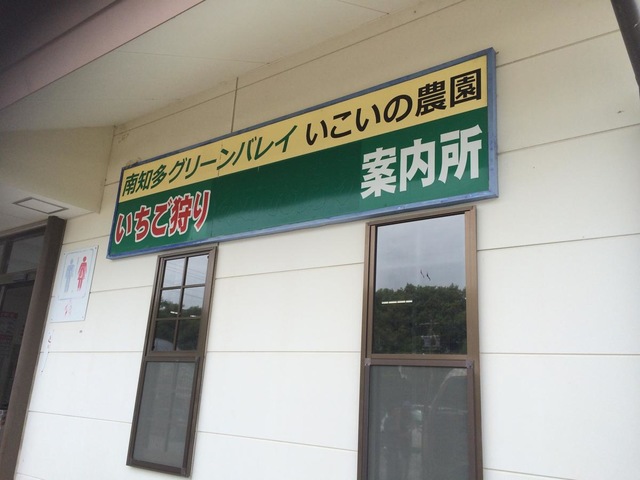 南知多グリーンバレイ いこいの農園
いちご狩り 案内所